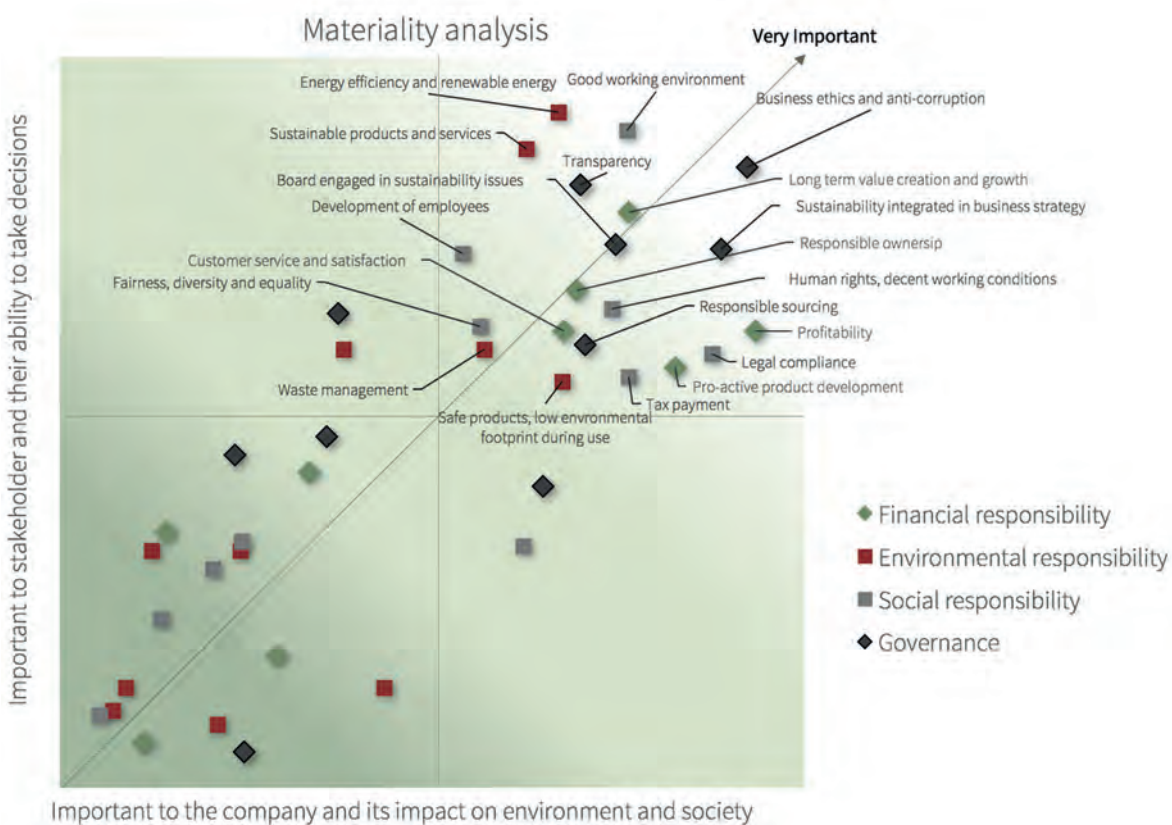 Materiality analysis
Very Important
Energy efficiency and renewable energy
Good working environment
Business ethics and anti-corruption
Sustainable products and services
Transparency
Board engaged in sustainability issues
Long term value creation and growth
Development of employees
Sustainability integrated in business strategy
Customer service and satisfaction
Responsible ownersip
Fairness, diversity and equality
Human rights, decent working conditions
Responsible sourcing
Profitability
Legal compliance
Waste management
Pro-active product development
Tax payment
Safe products, low environmental
footprint during use
Important to stakeholder and their ability to take decisions
Financial responsibility
Environmental responsibility
Social responsibility
Governance
Important to the company and its impact on environment and society